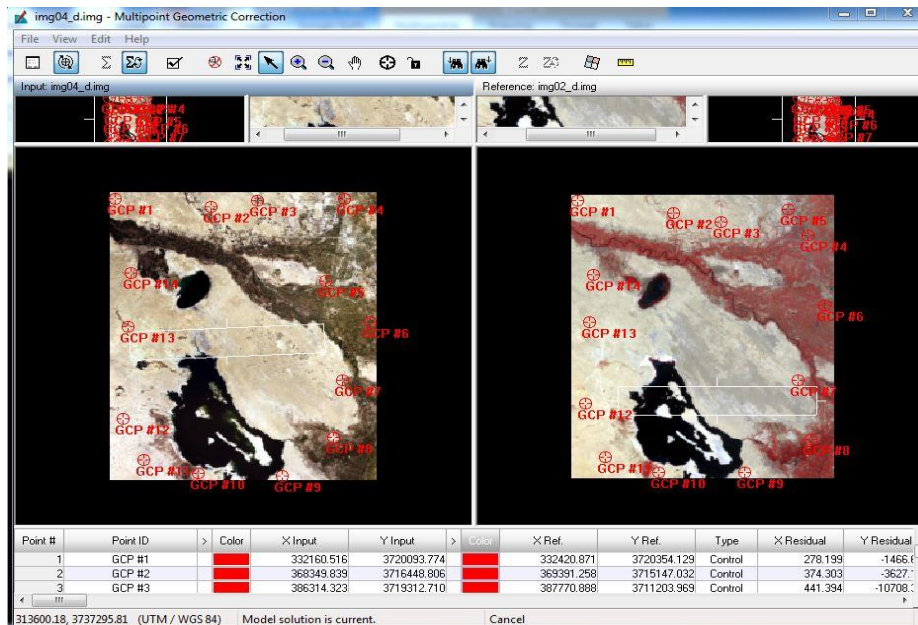 img04_d.img - Multipoint Geometric Correction
File View Edit Help
Input: img04_d.img
Reference: img02_d.img
GCP #1
GCP #2
GCP #3
GCP #4
GCP #14
GCP #5
GCP #13
GCP #6
GCP #7
GCP #12
GCP #8
GCP #11
GCP #10
GCP #9
GCP #1
GCP #2
GCP #3
GCP #5
GCP #4
GCP #14
GCP #13
GCP #6
GCP #7
GCP #12
GCP #8
GCP #11
GCP #10
GCP #9
Point # Point ID > Color X Input Y Input > Color X Ref. Y Ref. Type X Residual Y Residual
1 GCP #1 332160.516 3720093.774 332420.871 3720354.129 Control 278.199 -1466.6
2 GCP #2 368349.839 3716448.806 369391.258 3715147.032 Control 374.303 -3627.
3 GCP #3 386314.323 3719312.710 387770.888 3711203.969 Control 441.394 -10708.
313600.18, 3737295.81 (UTM / WGS 84) Model solution is current. Cancel